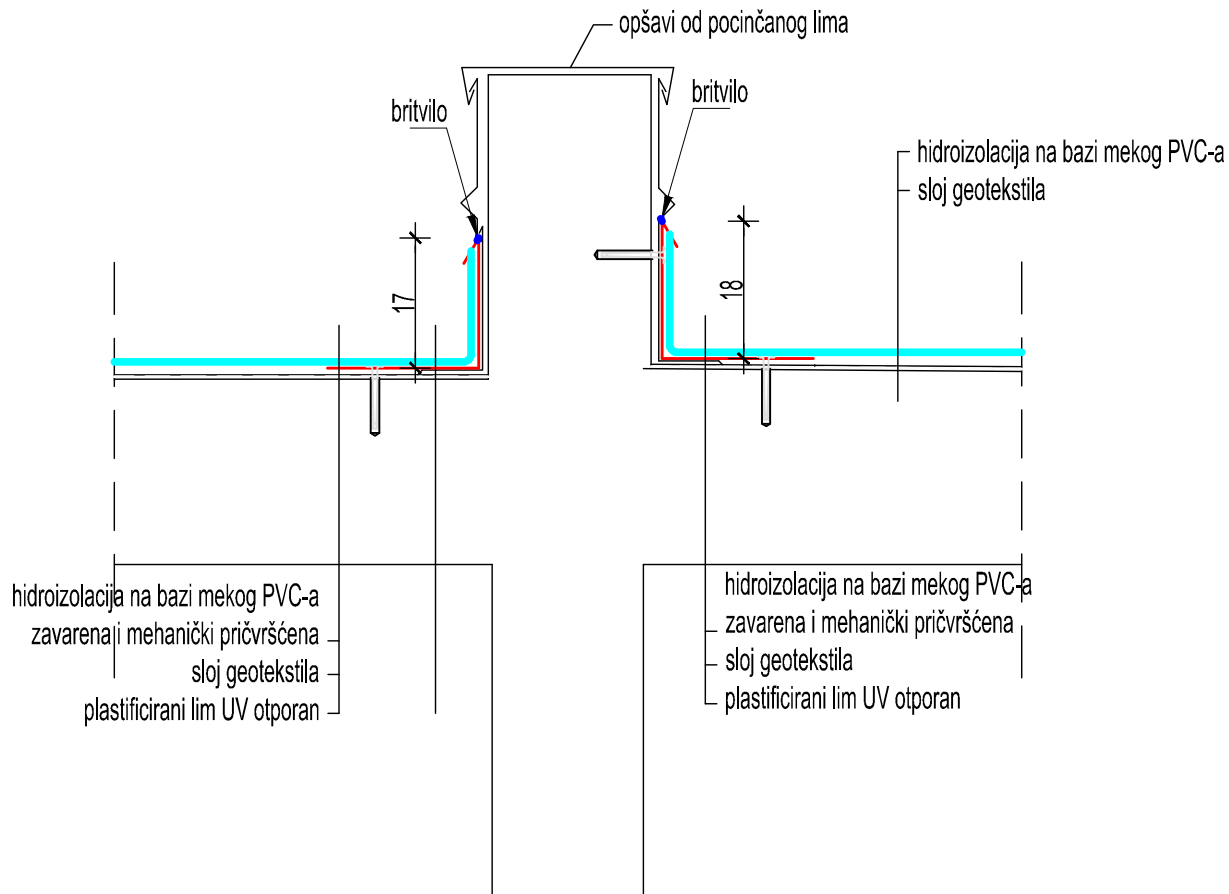 opšavi od pocinčanog lima
britvilo
britvilo
hidroizolacija na bazi mekog PVC-a
sloj geotekstila
17
18
hidroizolacija na bazi mekog PVC-a
zavarena i mehanički pričvršćena
sloj geotekstila
plastificirani lim UV otporan
hidroizolacija na bazi mekog PVC-a
zavarena i mehanički pričvršćena
sloj geotekstila
plastificirani lim UV otporan